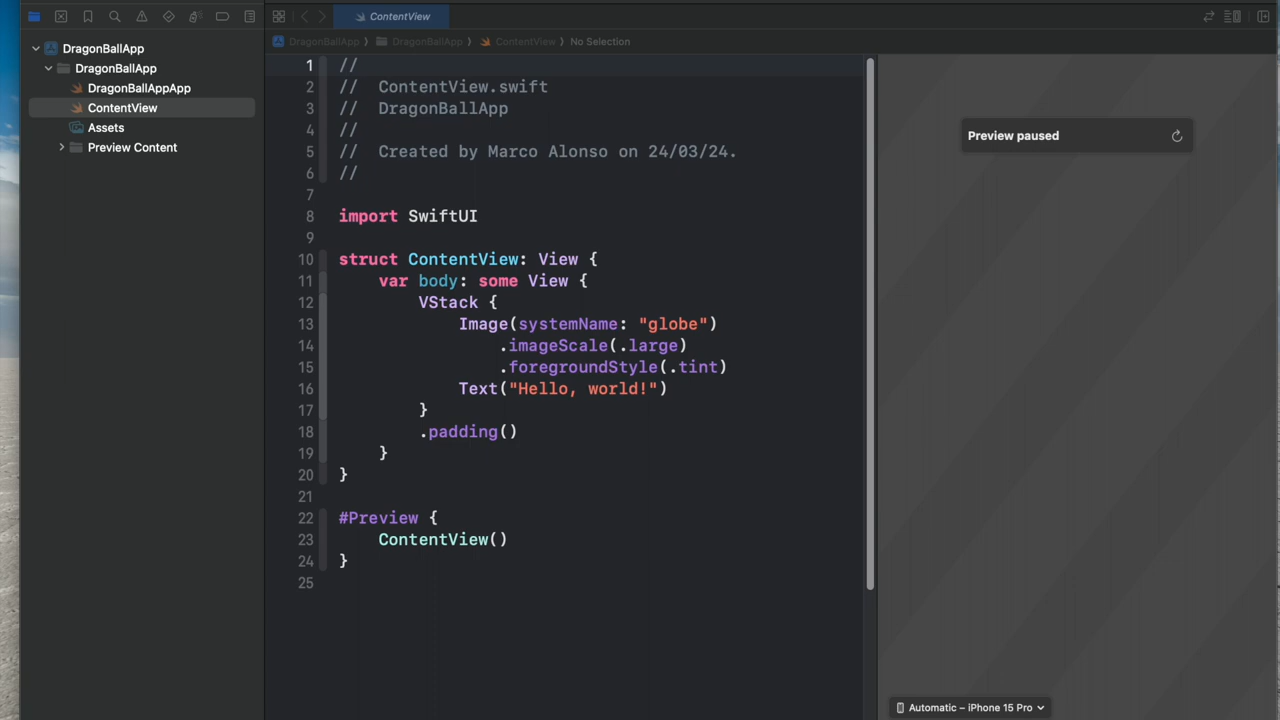 ContentView
DragonBallApp
DragonBallApp 〉 DragonBallApp 〉 ContentView 〉 No Selection
DragonBallApp
DragonBallAppApp
ContentView
Assets
Preview Content
1 //
2 //  ContentView.swift
3 //  DragonBallApp
4 //
5 //  Created by Marco Alonso on 24/03/24.
6 //
7
8 import SwiftUI
9
10 struct ContentView: View {
11     var body: some View {
12         VStack {
13             Image(systemName: "globe")
14                 .imageScale(.large)
15                 .foregroundStyle(.tint)
16             Text("Hello, world!")
17         }
18         .padding()
19     }
20 }
21
22 #Preview {
23     ContentView()
24 }
25
Preview paused
Automatic – iPhone 15 Pro